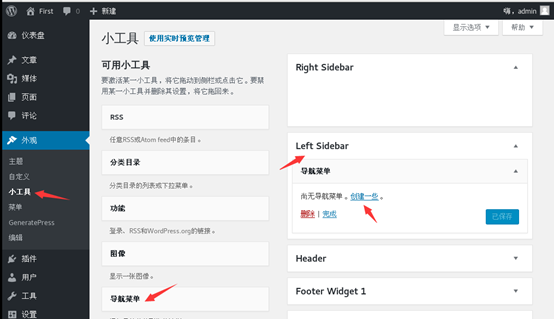 First 0 + 新建 嗨，admin
显示选项 帮助
仪表盘
文章
媒体
页面
评论
外观
主题
自定义
小工具
菜单
GeneratePress
编辑
插件
用户
工具
设置
小工具 使用实时预览管理
可用小工具
要激活某一小工具，将它拖动到侧栏或点击它。要禁
用某一小工具并删除其设置，将它拖回来。
RSS
任意RSS或Atom feed中的条目。
分类目录
分类目录的列表或下拉菜单。
功能
登录、RSS和WordPress.org的链接。
图像
显示一张图像。
导航菜单
Right Sidebar
Left Sidebar
导航菜单
尚无导航菜单。创建一些。
删除 | 完成 已保存
Header
Footer Widget 1